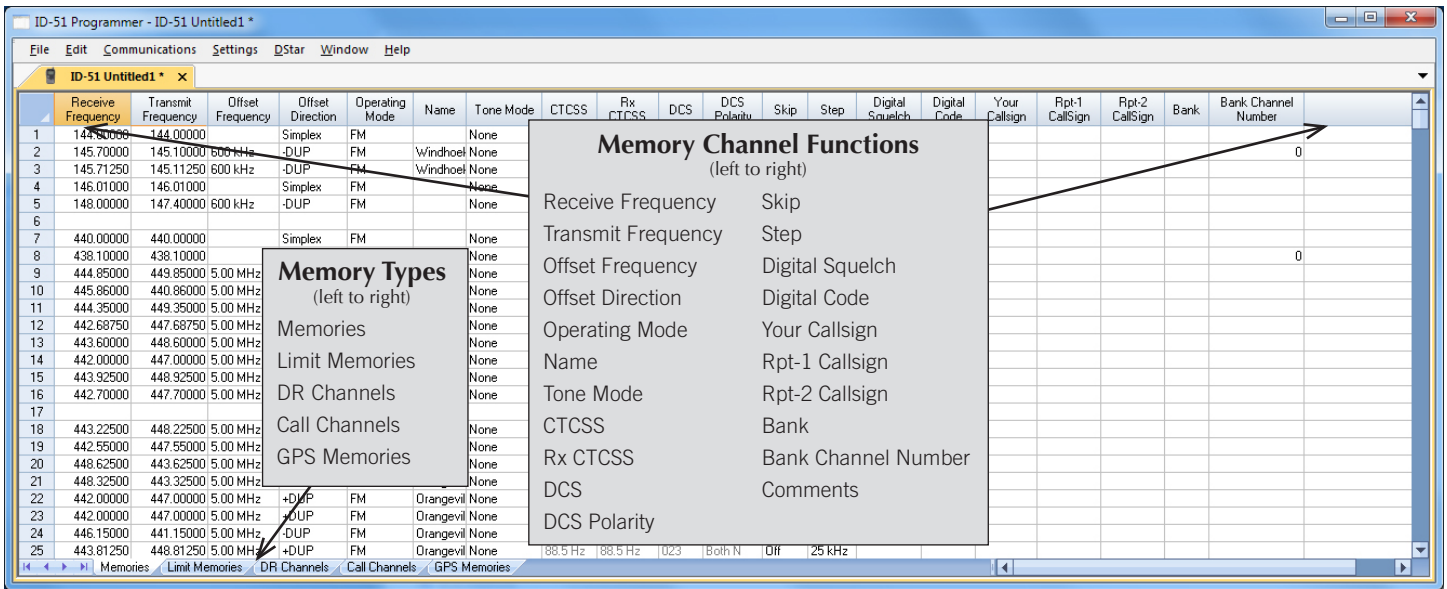 ID-51 Programmer - ID-51 Untitled1 *
File Edit Communications Settings DStar Window Help
ID-51 Untitled1 * X
Receive Frequency Transmit Frequency Offset Frequency Offset Direction Operating Mode Name Tone Mode CTCSS Rx CTCSS DCS DCS Polarity Skip Step Digital Squelch Digital Code Your Callsign Rpt-1 CallSign Rpt-2 CallSign Bank Bank Channel Number
1 144.00000 144.00000 Simplex FM None
2 145.70000 145.10000 600 kHz -DUP FM Windhoel None 0
3 145.71250 145.11250 600 kHz -DUP FM Windhoel None
4 146.01000 146.01000 Simplex FM None
5 148.00000 147.40000 600 kHz -DUP FM None
6
7 440.00000 440.00000 Simplex FM None
8 438.10000 438.10000 None 0
9 444.85000 449.85000 5.00 MHz None
10 445.86000 440.86000 5.00 MHz None
11 444.35000 449.35000 5.00 MHz None
12 442.68750 447.68750 5.00 MHz None
13 443.60000 448.60000 5.00 MHz None
14 442.00000 447.00000 5.00 MHz None
15 443.92500 448.92500 5.00 MHz None
16 442.70000 447.70000 5.00 MHz None
17
18 443.22500 448.22500 5.00 MHz None
19 442.55000 447.55000 5.00 MHz None
20 448.62500 443.62500 5.00 MHz None
21 448.32500 443.32500 5.00 MHz None
22 442.00000 447.00000 5.00 MHz +DUP FM Orangevil None
23 442.00000 447.00000 5.00 MHz +DUP FM Orangevil None
24 446.15000 441.15000 5.00 MHz -DUP FM Orangevil None
25 443.81250 448.81250 5.00 MHz +DUP FM Orangevil None 88.5 Hz 88.5 Hz 023 Both N Off 25 kHz
Memories Limit Memories DR Channels Call Channels GPS Memories
Memory Types
(left to right)
Memories
Limit Memories
DR Channels
Call Channels
GPS Memories
Memory Channel Functions
(left to right)
Receive Frequency
Transmit Frequency
Offset Frequency
Offset Direction
Operating Mode
Name
Tone Mode
CTCSS
Rx CTCSS
DCS
DCS Polarity
Skip
Step
Digital Squelch
Digital Code
Your Callsign
Rpt-1 Callsign
Rpt-2 Callsign
Bank
Bank Channel Number
Comments